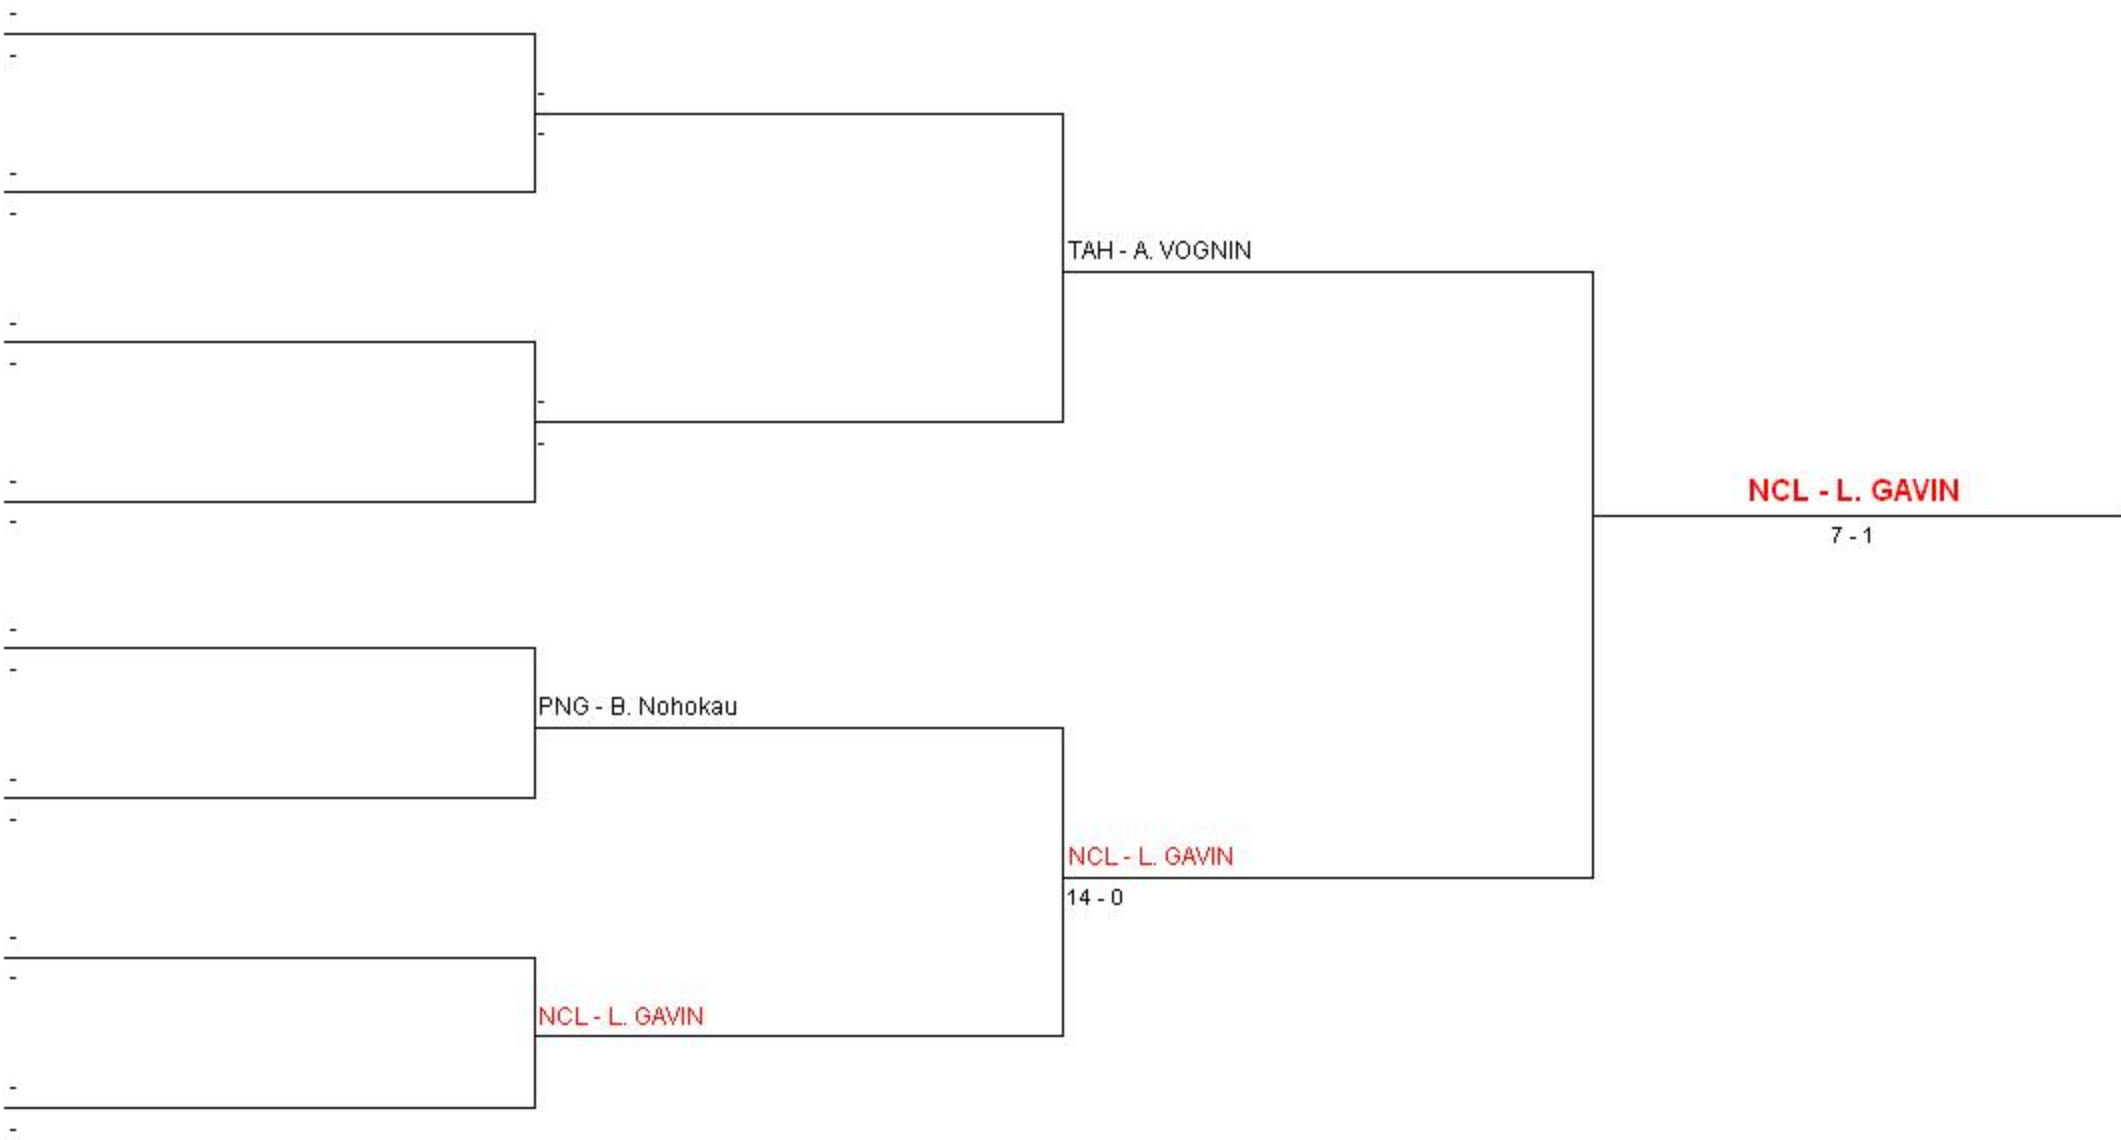 -
-
-
-
-
-
TAH - A. VOGNIN
-
-
-
-
-
-
NCL - L. GAVIN
7 - 1
-
-
PNG - B. Nohokau
-
-
NCL - L. GAVIN
14 - 0
-
-
NCL - L. GAVIN
-
-